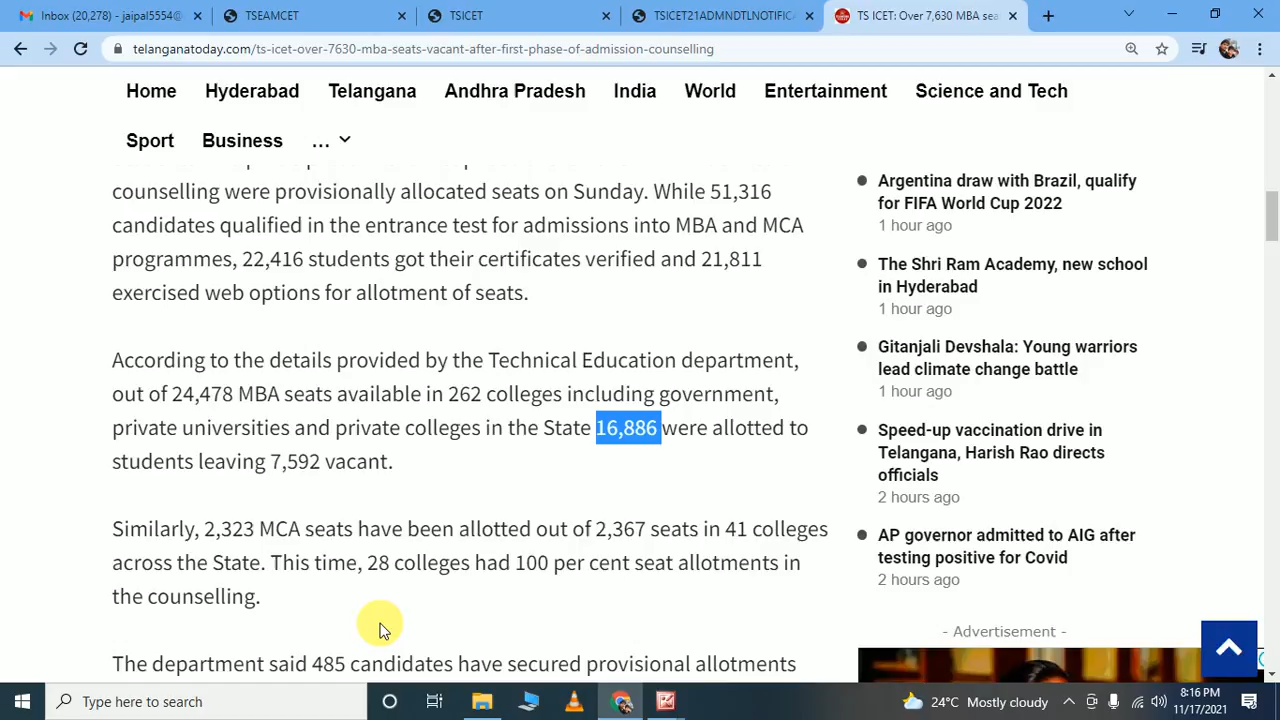 Inbox (20,278) - jaipal5554@
TSEAMCET
TSICET
TSICET21ADMNDTLNOTIFICA
TS ICET: Over 7,630 MBA sea
telanganatoday.com/ts-icet-over-7630-mba-seats-vacant-after-first-phase-of-admission-counselling
Home Hyderabad Telangana Andhra Pradesh India World Entertainment Science and Tech
Sport Business ...
counselling were provisionally allocated seats on Sunday. While 51,316
candidates qualified in the entrance test for admissions into MBA and MCA
programmes, 22,416 students got their certificates verified and 21,811
exercised web options for allotment of seats.
According to the details provided by the Technical Education department,
out of 24,478 MBA seats available in 262 colleges including government,
private universities and private colleges in the State 16,886 were allotted to
students leaving 7,592 vacant.
Similarly, 2,323 MCA seats have been allotted out of 2,367 seats in 41 colleges
across the State. This time, 28 colleges had 100 per cent seat allotments in
the counselling.
The department said 485 candidates have secured provisional allotments
Argentina draw with Brazil, qualify
for FIFA World Cup 2022
1 hour ago
The Shri Ram Academy, new school
in Hyderabad
1 hour ago
Gitanjali Devshala: Young warriors
lead climate change battle
1 hour ago
Speed-up vaccination drive in
Telangana, Harish Rao directs
officials
2 hours ago
AP governor admitted to AIG after
testing positive for Covid
2 hours ago
- Advertisement -
Type here to search
24°C Mostly cloudy
8:16 PM
11/17/2021